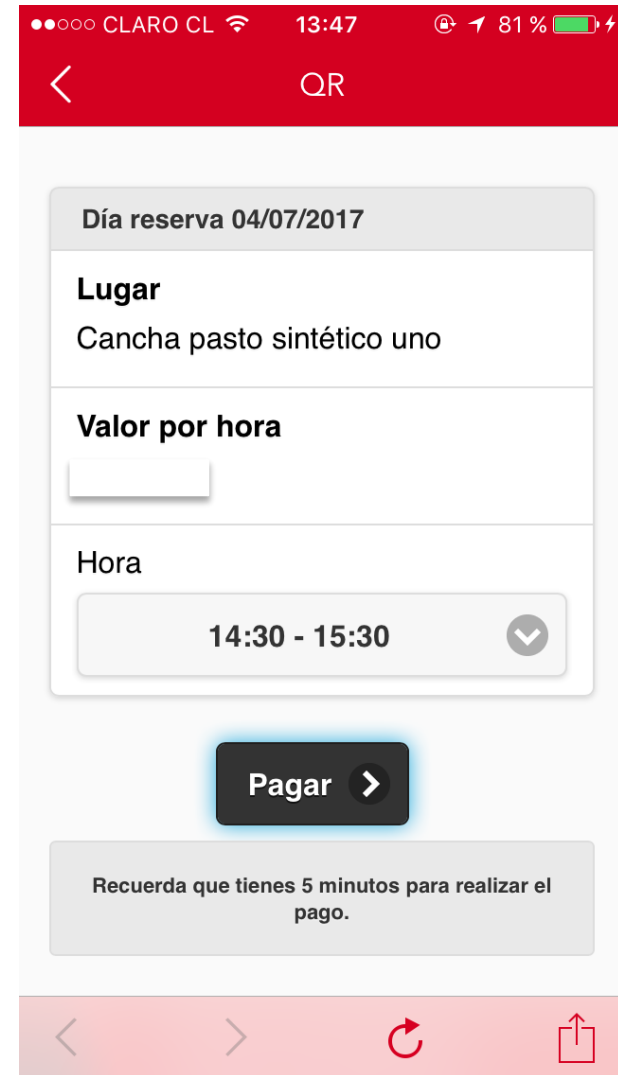 CLARO CL 13:47 81 %
QR
Día reserva 04/07/2017
Lugar
Cancha pasto sintético uno
Valor por hora
Hora
14:30 - 15:30
Pagar
Recuerda que tienes 5 minutos para realizar el
pago.